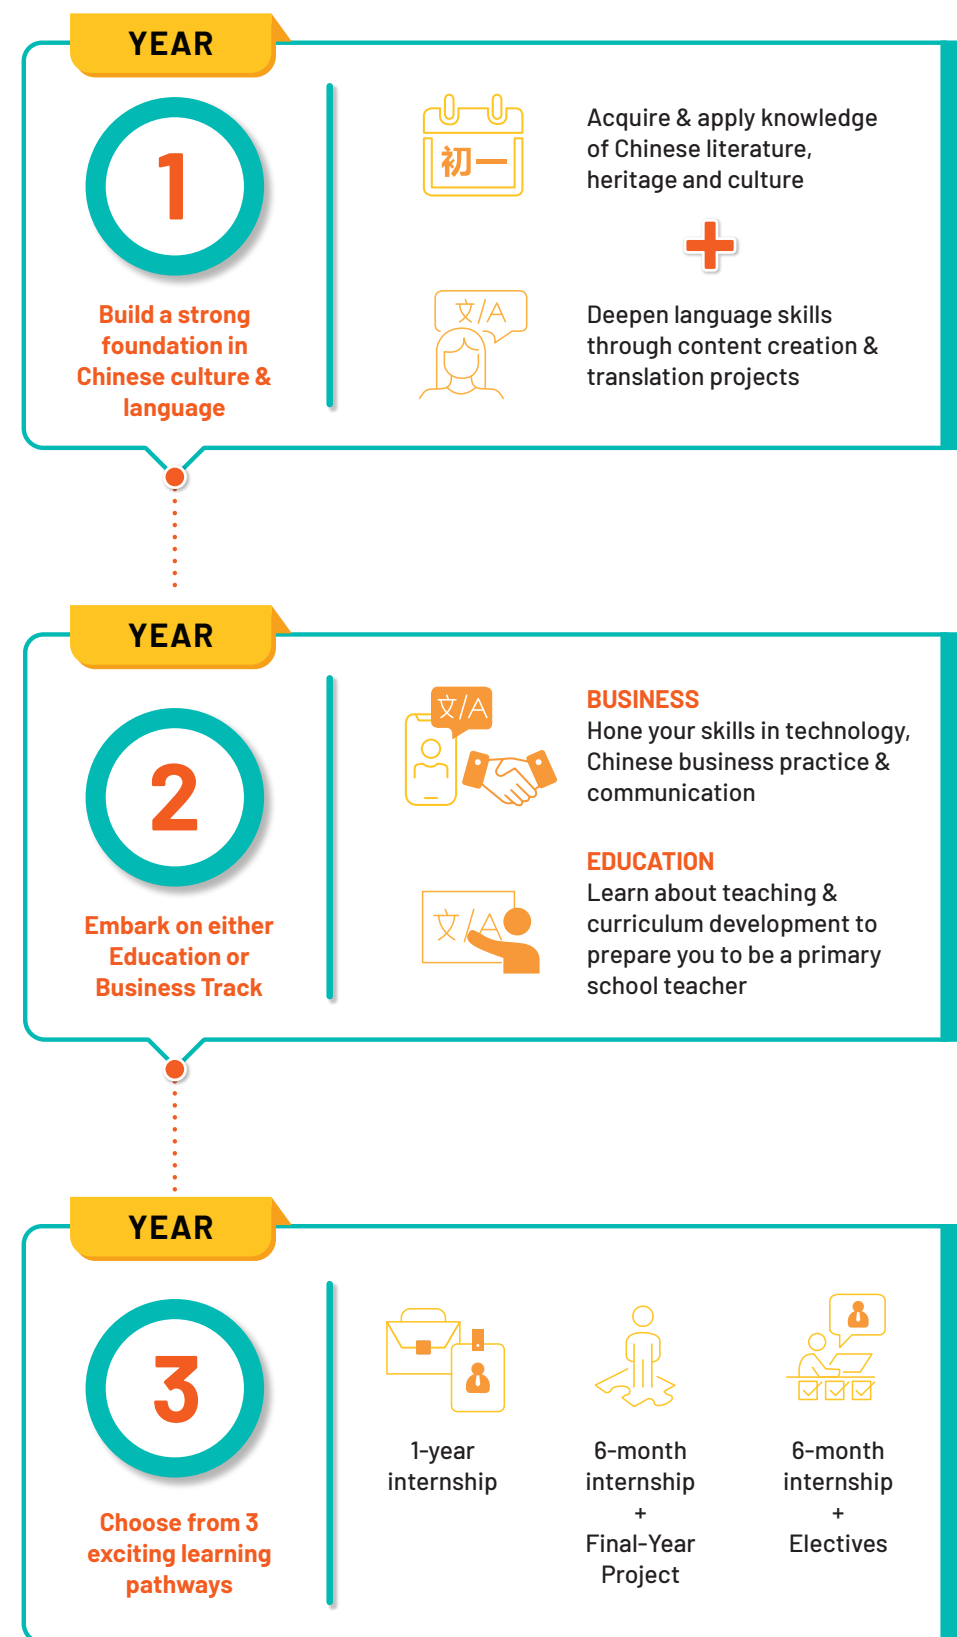 YEAR
1
Build a strong
foundation in
Chinese culture &
language
初一
Acquire & apply knowledge
of Chinese literature,
heritage and culture
文/A
Deepen language skills
through content creation &
translation projects
YEAR
2
Embark on either
Education or
Business Track
文/A
BUSINESS
Hone your skills in technology,
Chinese business practice &
communication
文/A
EDUCATION
Learn about teaching &
curriculum development to
prepare you to be a primary
school teacher
YEAR
3
Choose from 3
exciting learning
pathways
1-year
internship
6-month
internship
+
Final-Year
Project
6-month
internship
+
Electives